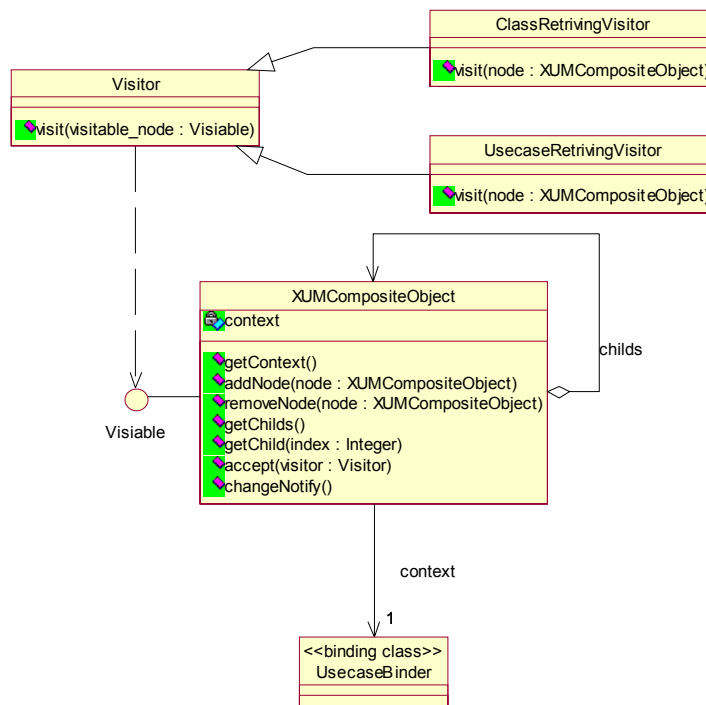 ClassRetrivingVisitor
visit(node : XUMCompositeObject)
Visitor
visit(visitable_node : Visiable)
UsecaseRetrivingVisitor
visit(node : XUMCompositeObject)
XUMCompositeObject
context
getContext()
addNode(node : XUMCompositeObject)
removeNode(node : XUMCompositeObject)
getChilds()
getChild(index : Integer)
accept(visitor : Visitor)
changeNotify()
childs
Visiable
context
1
<<binding class>>
UsecaseBinder